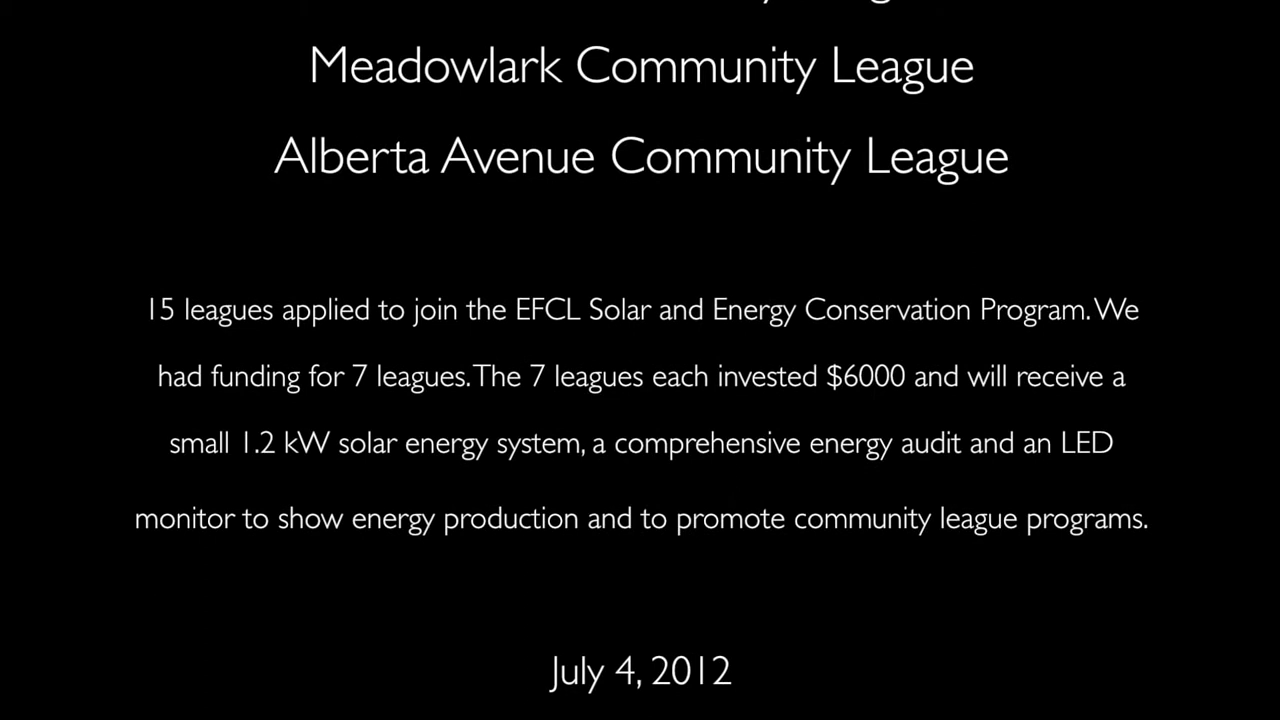 Meadowlark Community League
Alberta Avenue Community League
15 leagues applied to join the EFCL Solar and Energy Conservation Program. We
had funding for 7 leagues. The 7 leagues each invested $6000 and will receive a
small 1.2 kW solar energy system, a comprehensive energy audit and an LED
monitor to show energy production and to promote community league programs.
July 4, 2012